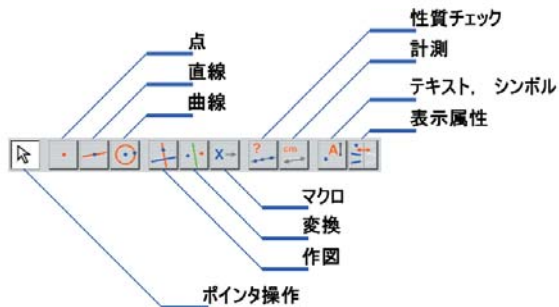 性質チェック
点
計測
直線
テキスト， シンボル
曲線
表示属性
X
?
cm
A
マクロ
変換
作図
ポインタ操作